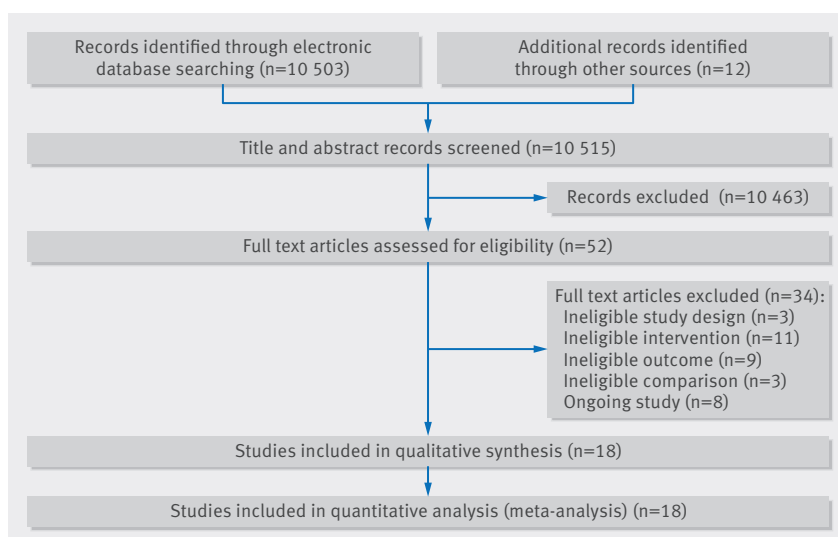 Records identified through electronic
database searching (n=10 503)
Additional records identified
through other sources (n=12)
Title and abstract records screened (n=10 515)
Records excluded (n=10 463)
Full text articles assessed for eligibility (n=52)
Full text articles excluded (n=34):
Ineligible study design (n=3)
Ineligible intervention (n=11)
Ineligible outcome (n=9)
Ineligible comparison (n=3)
Ongoing study (n=8)
Studies included in qualitative synthesis (n=18)
Studies included in quantitative analysis (meta-analysis) (n=18)